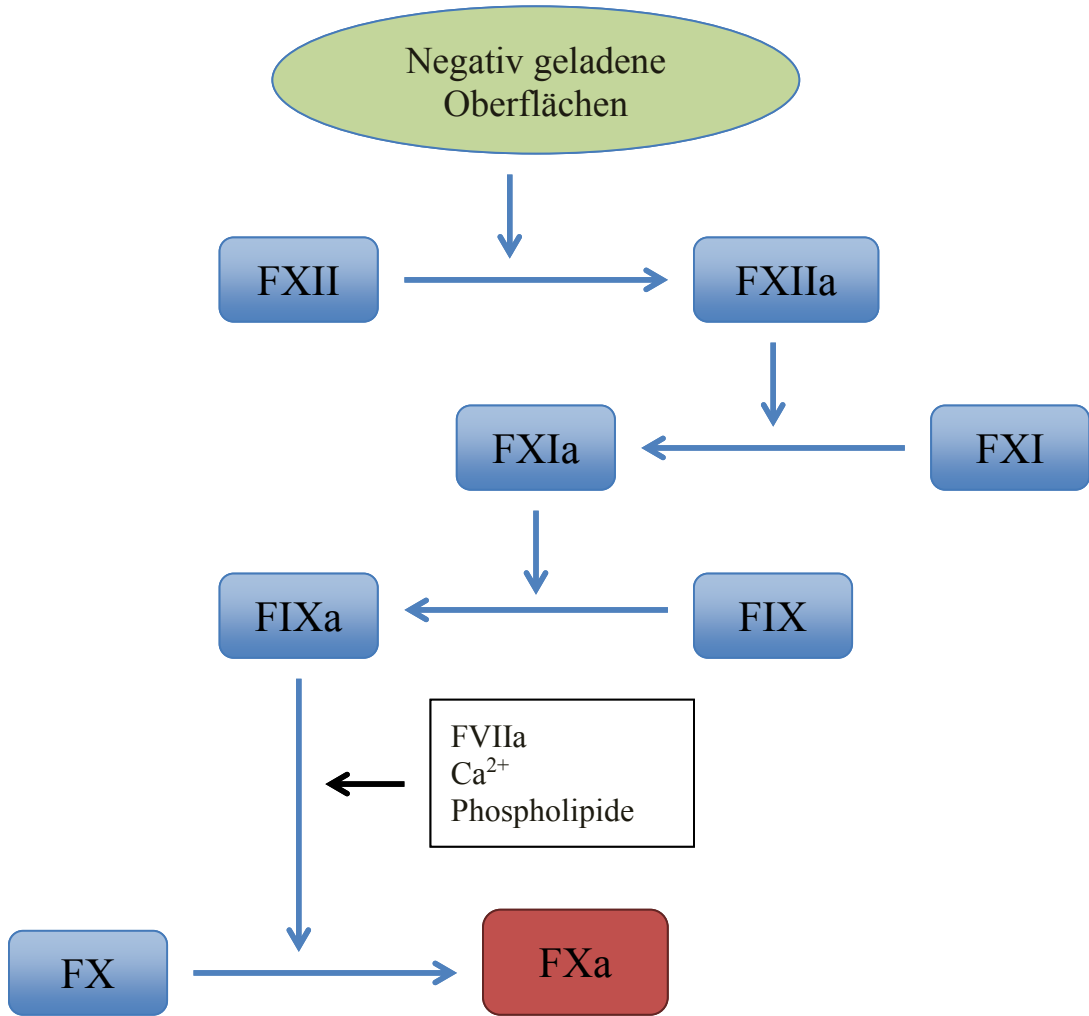 Negativ geladene
Oberflächen
FXII
FXIIa
FXIa
FXI
FIXa
FIX
FVIIa
Ca²⁺
Phospholipide
FX
FXa